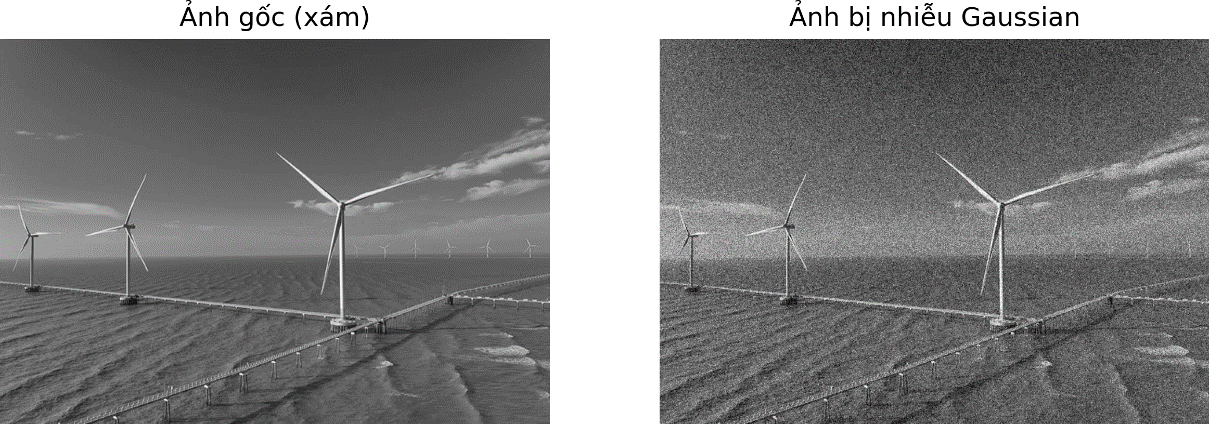 Ảnh gốc (xám)
Ảnh bị nhiễu Gaussian